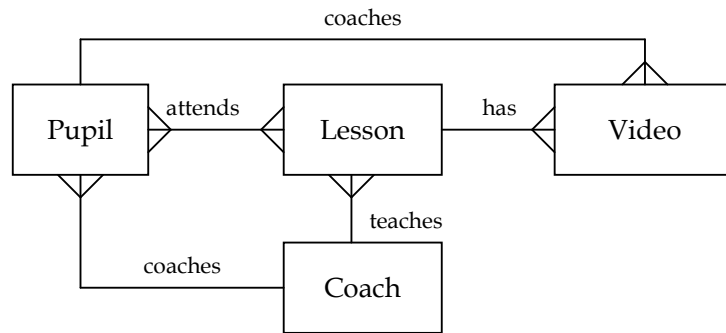 coaches
Pupil
attends
Lesson
has
Video
teaches
coaches
Coach